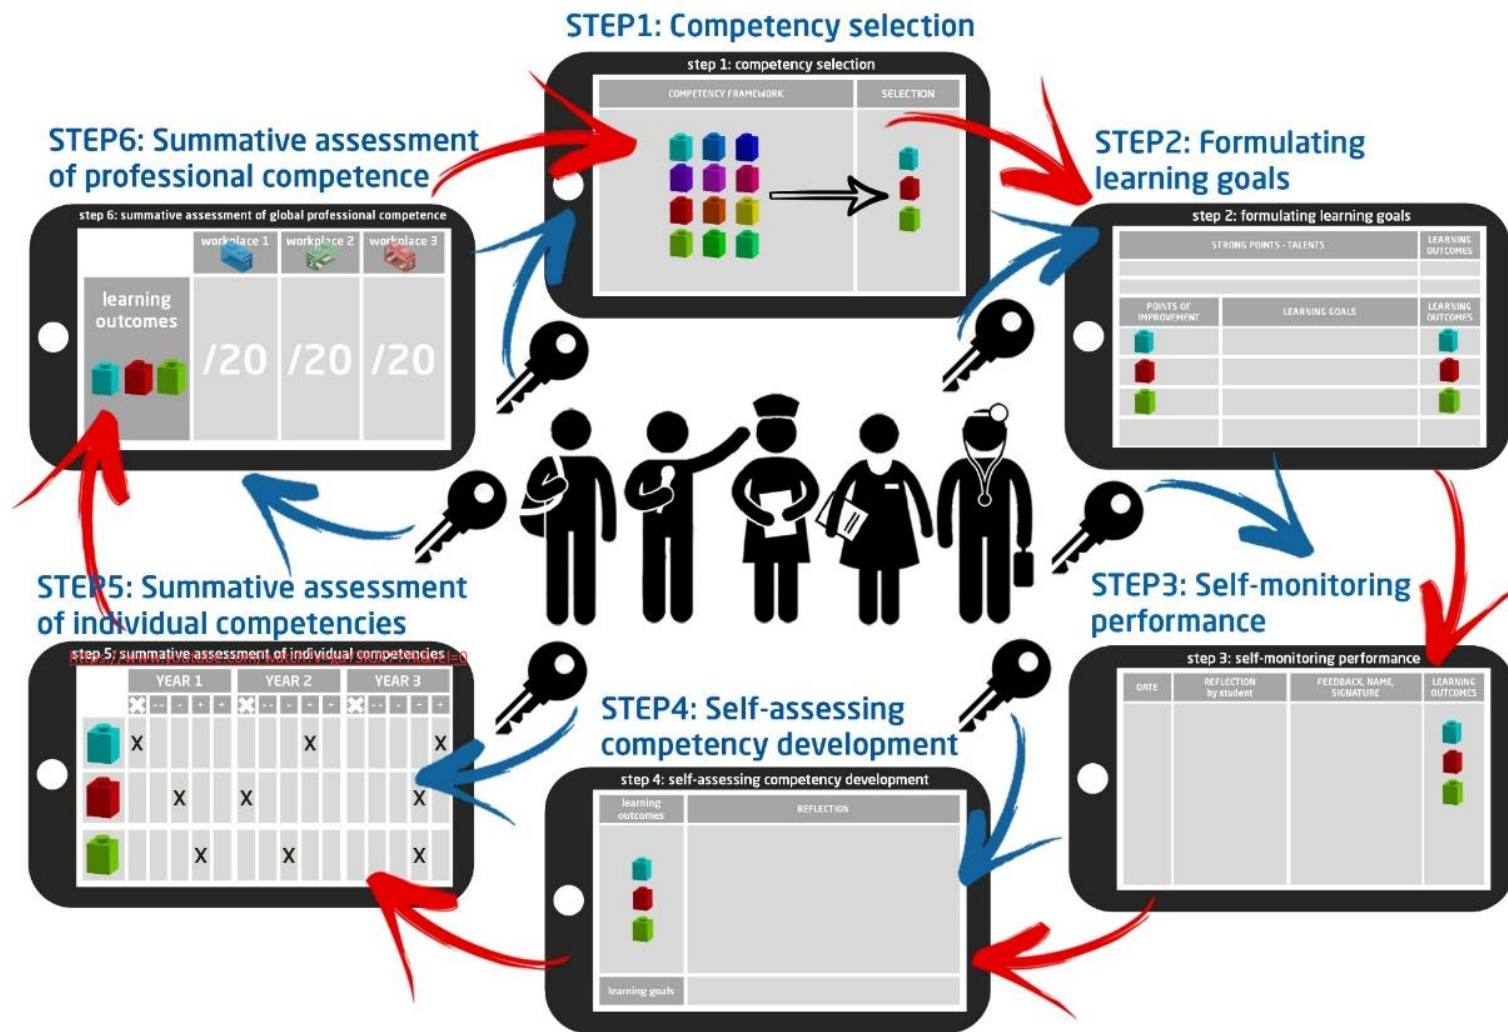 STEP1: Competency selection
step 1: competency selection
COMPETENCY FRAMEWORK
SELECTION
STEP2: Formulating
learning goals
step 2: formulating learning goals
STRONG POINTS - TALENTS
LEARNING
OUTCOMES
POINTS OF
IMPROVEMENT
LEARNING GOALS
LEARNING
OUTCOMES
STEP3: Self-monitoring
performance
step 3: self-monitoring performance
DATE
REFLECTION
by student
FEEDBACK, NAME,
SIGNATURE
LEARNING
OUTCOMES
STEP4: Self-assessing
competency development
step 4: self-assessing competency development
learning
outcomes
REFLECTION
learning goals
STEP5: Summative assessment
of individual competencies
step 5: summative assessment of individual competencies
YEAR 1 YEAR 2 YEAR 3
-- - + + -- - + + -- - + +
X X X
X X X
X X X
STEP6: Summative assessment
of professional competence
step 6: summative assessment of global professional competence
workplace 1 workplace 2 workplace 3
learning
outcomes
/20 /20 /20